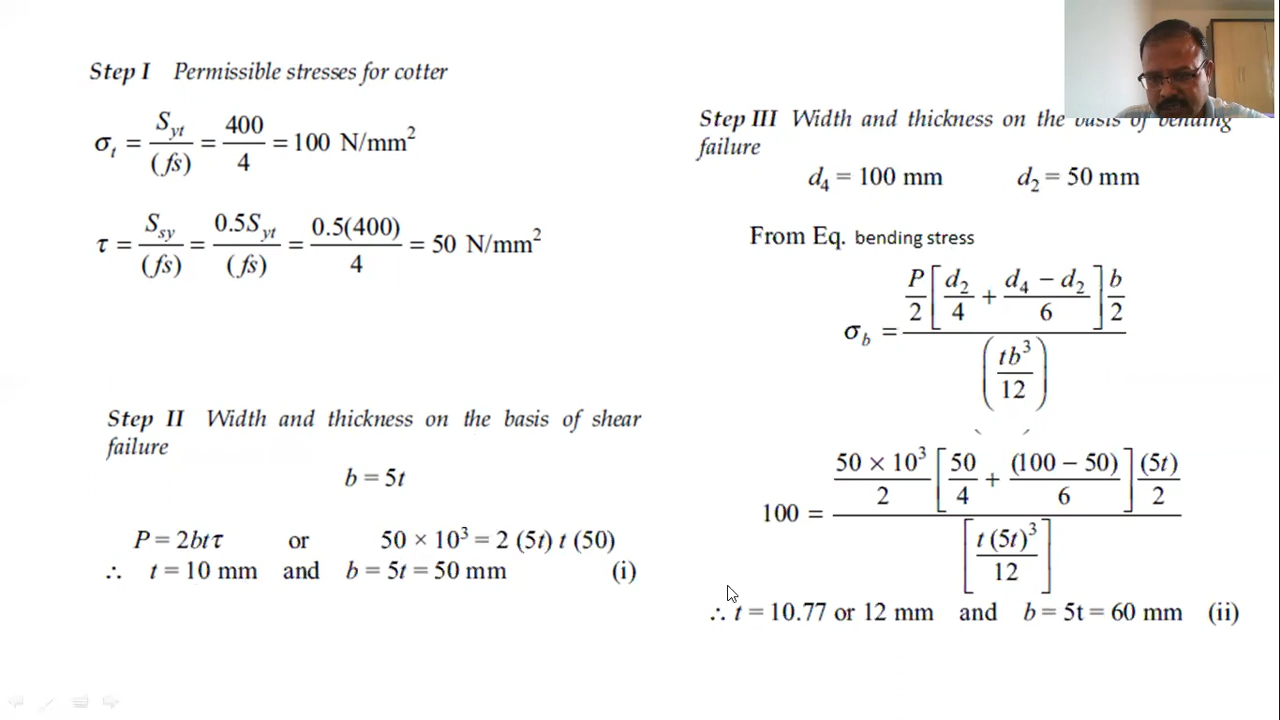 Step I Permissible stresses for cotter
σt = Syt / (fs) = 400 / 4 = 100 N/mm²
τ = Ssy / (fs) = 0.5Syt / (fs) = 0.5(400) / 4 = 50 N/mm²
Step II Width and thickness on the basis of shear
failure
b = 5t
P = 2btτ or 50 × 10³ = 2 (5t) t (50)
∴ t = 10 mm and b = 5t = 50 mm (i)
Step III Width and thickness on the basis of bending
failure
d₄ = 100 mm d₂ = 50 mm
From Eq. bending stress
σb = P/2 [d₂/4 + (d₄ − d₂)/6] b/2 / (tb³/12)
100 = 50 × 10³/2 [50/4 + (100 − 50)/6] (5t)/2 / [t (5t)³/12]
∴ t = 10.77 or 12 mm and b = 5t = 60 mm (ii)